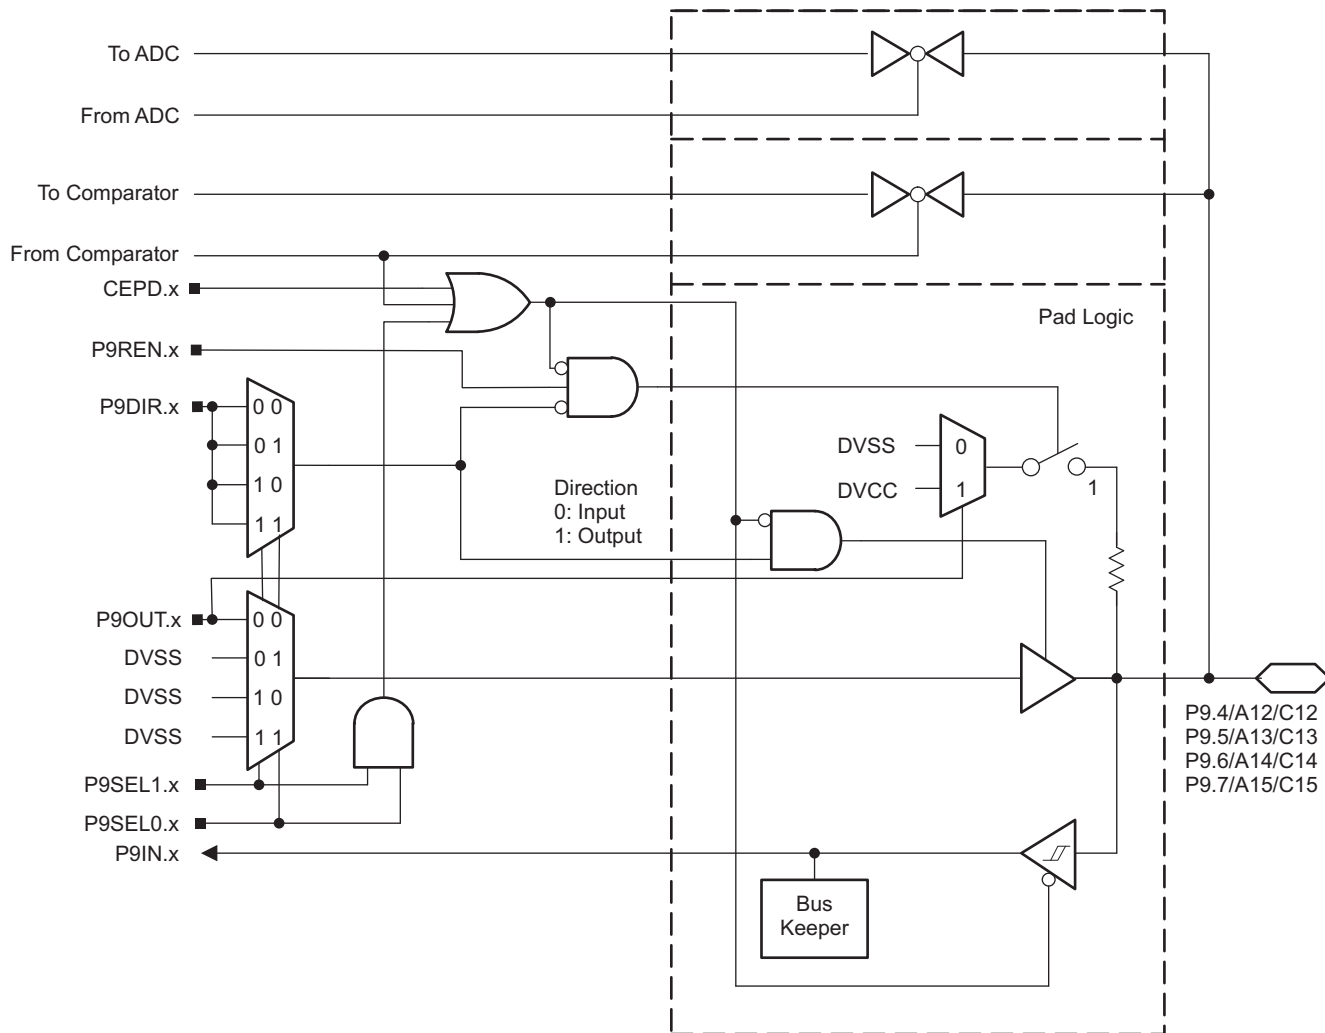 To ADC
From ADC
To Comparator
From Comparator
CEPD.x
Pad Logic
P9REN.x
P9DIR.x
0 0
0 1
1 0
1 1
DVSS
0
DVCC
1
1
Direction
0: Input
1: Output
P9OUT.x
0 0
DVSS
0 1
DVSS
1 0
DVSS
1 1
P9.4/A12/C12
P9.5/A13/C13
P9.6/A14/C14
P9.7/A15/C15
P9SEL1.x
P9SEL0.x
P9IN.x
Bus
Keeper